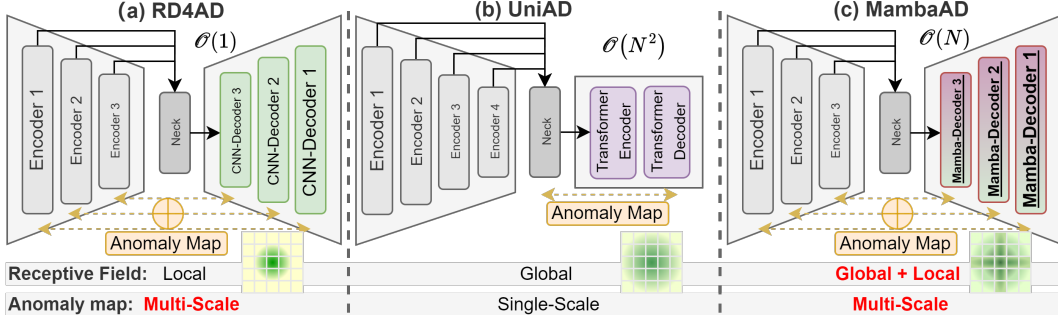 (a) RD4AD
𝒪(1)
Encoder 1
Encoder 2
Encoder 3
Neck
CNN-Decoder 3
CNN-Decoder 2
CNN-Decoder 1
Anomaly Map
(b) UniAD
𝒪(N²)
Encoder 1
Encoder 2
Encoder 3
Encoder 4
Neck
Transformer
Encoder
Transformer
Decoder
Anomaly Map
(c) MambaAD
𝒪(N)
Encoder 1
Encoder 2
Encoder 3
Neck
Mamba-Decoder 3
Mamba-Decoder 2
Mamba-Decoder 1
Anomaly Map
Receptive Field: Local Global Global + Local
Anomaly map: Multi-Scale Single-Scale Multi-Scale